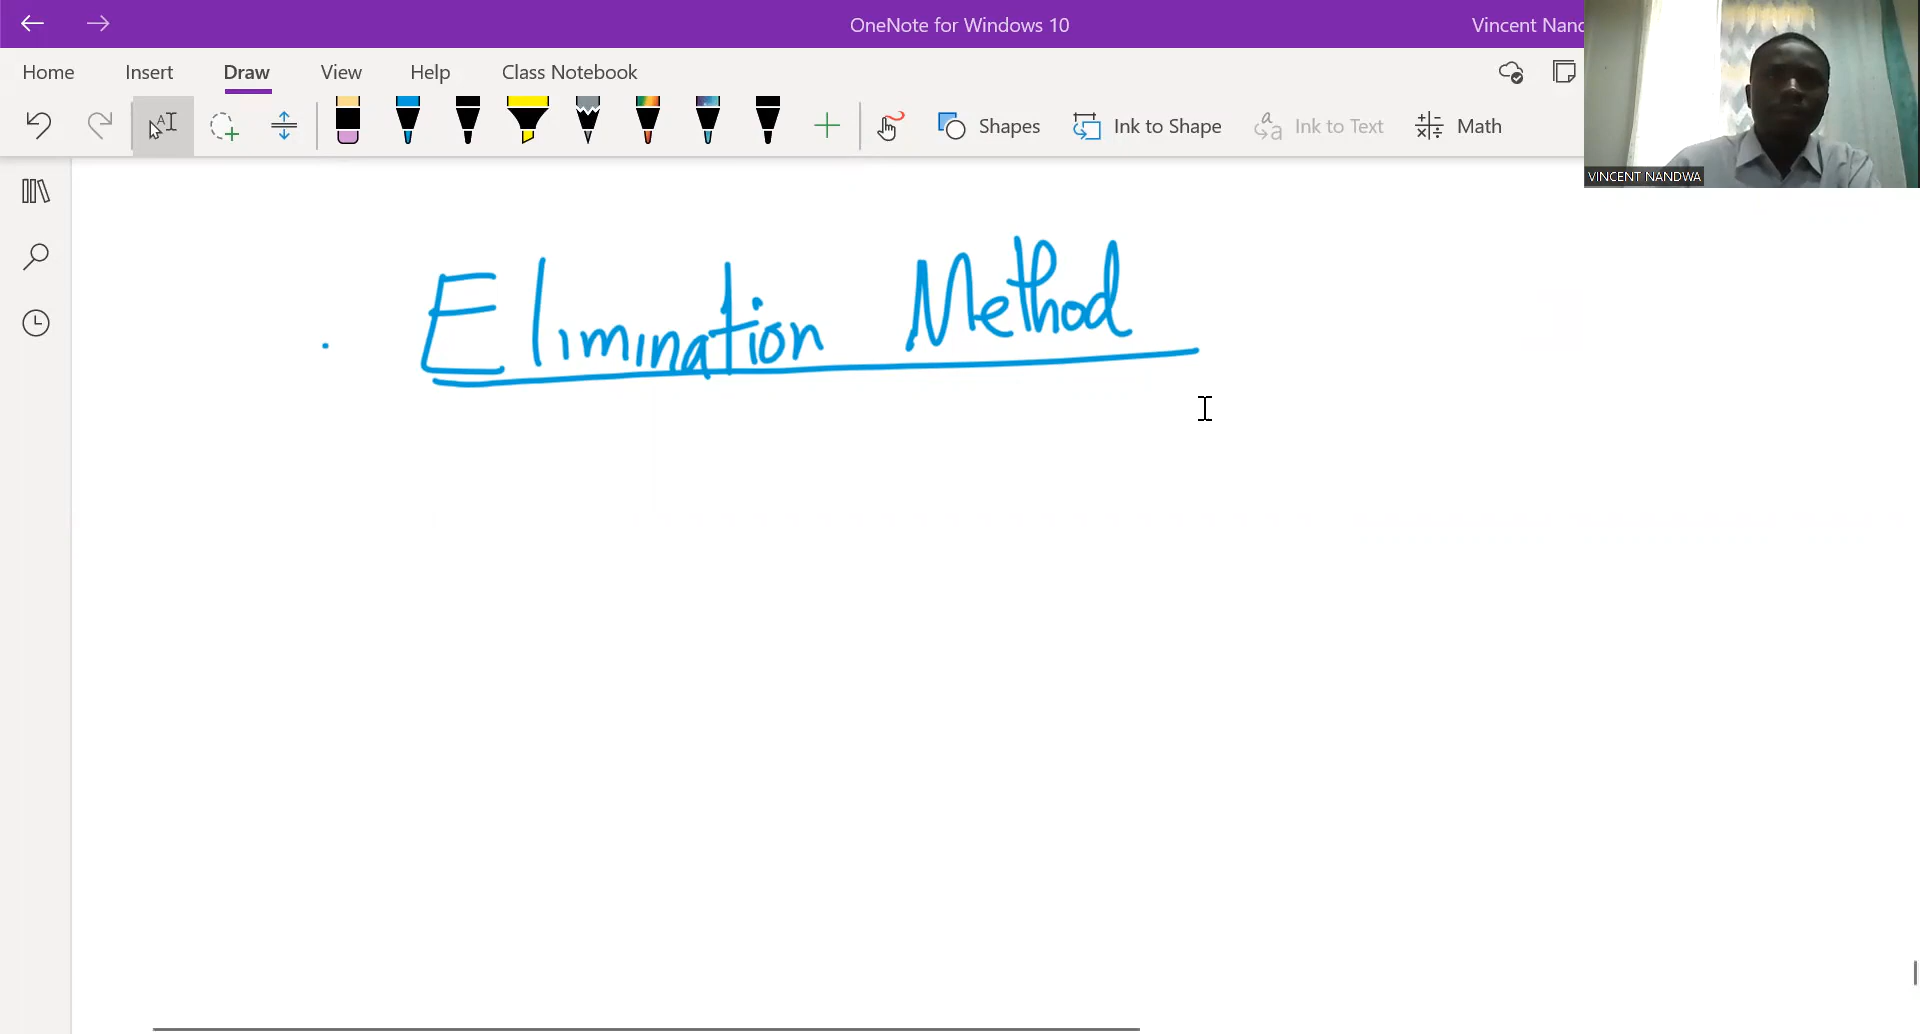 OneNote for Windows 10
Vincent Nand
Home Insert Draw View Help Class Notebook
Shapes Ink to Shape Ink to Text Math
VINCENT NANDWA
Elimination Method